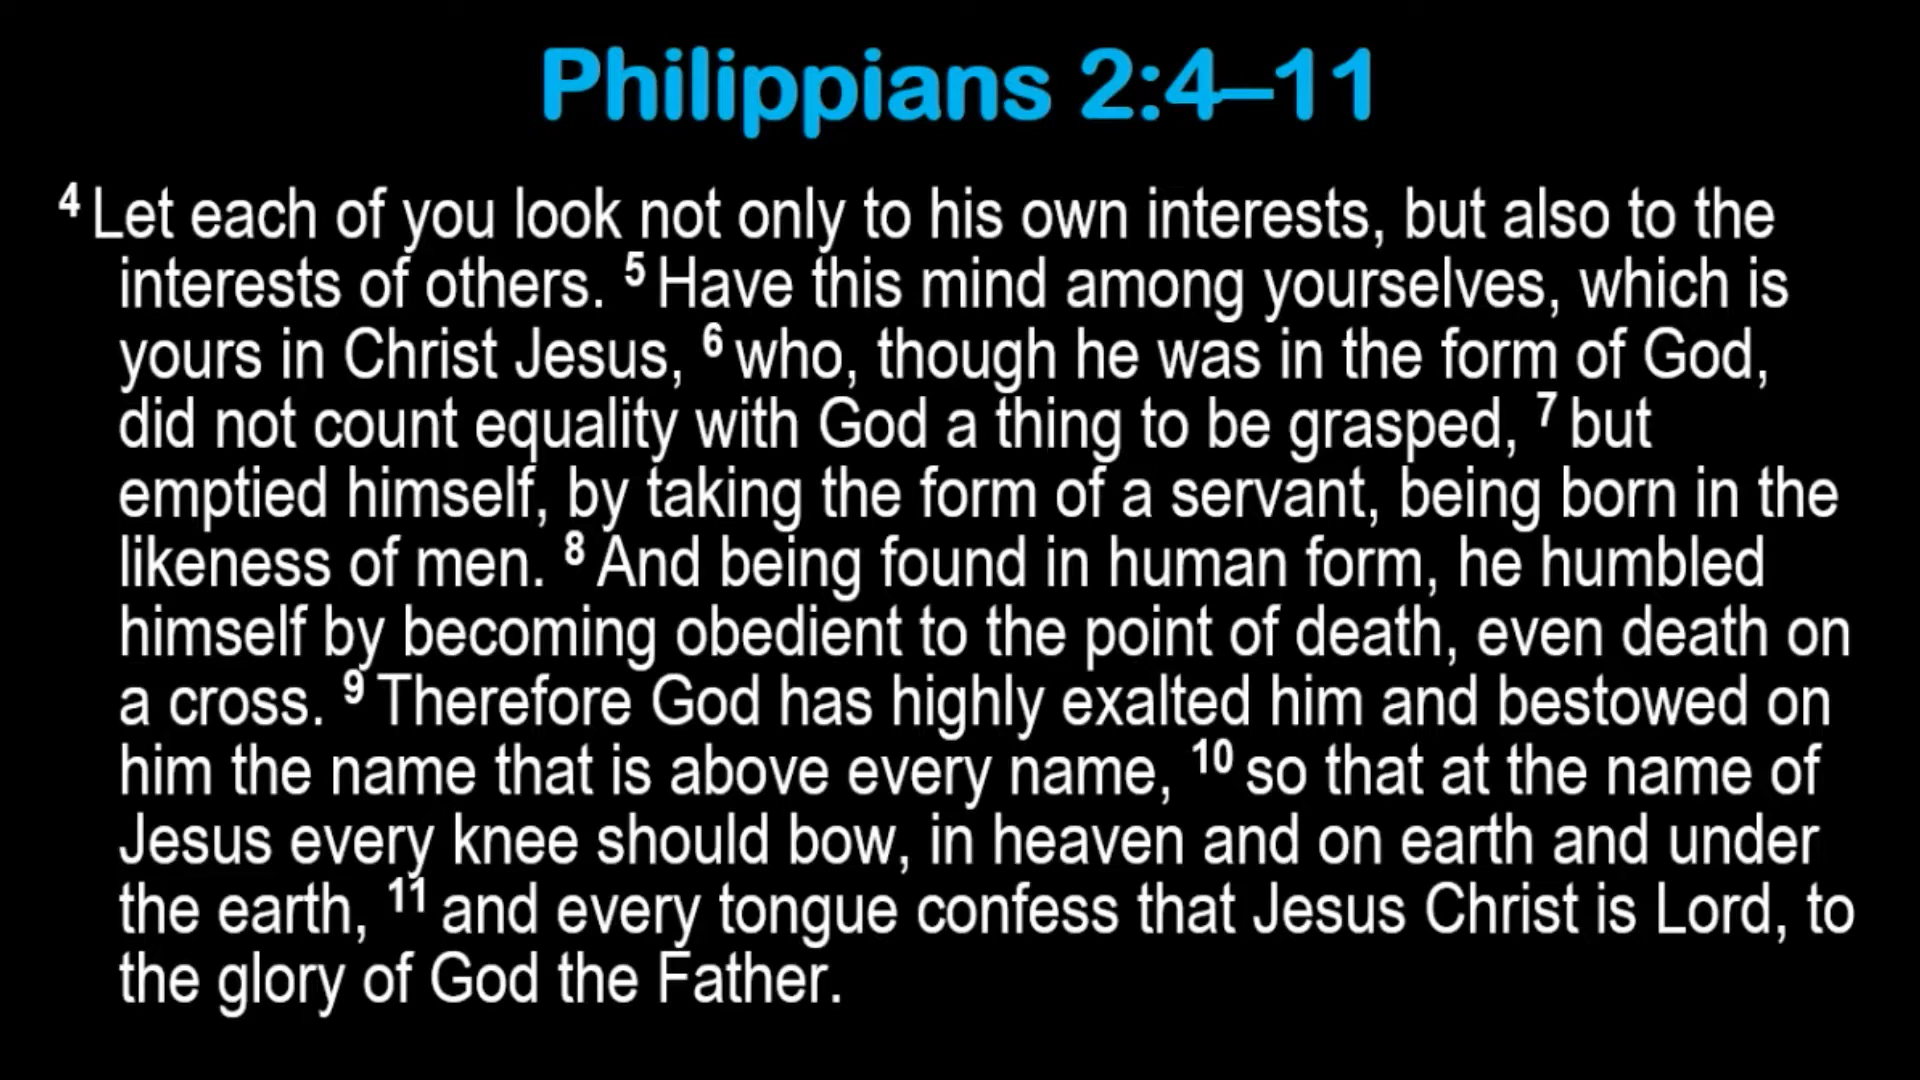 Philippians 2:4–11
4 Let each of you look not only to his own interests, but also to the
interests of others. 5 Have this mind among yourselves, which is
yours in Christ Jesus, 6 who, though he was in the form of God,
did not count equality with God a thing to be grasped, 7 but
emptied himself, by taking the form of a servant, being born in the
likeness of men. 8 And being found in human form, he humbled
himself by becoming obedient to the point of death, even death on
a cross. 9 Therefore God has highly exalted him and bestowed on
him the name that is above every name, 10 so that at the name of
Jesus every knee should bow, in heaven and on earth and under
the earth, 11 and every tongue confess that Jesus Christ is Lord, to
the glory of God the Father.